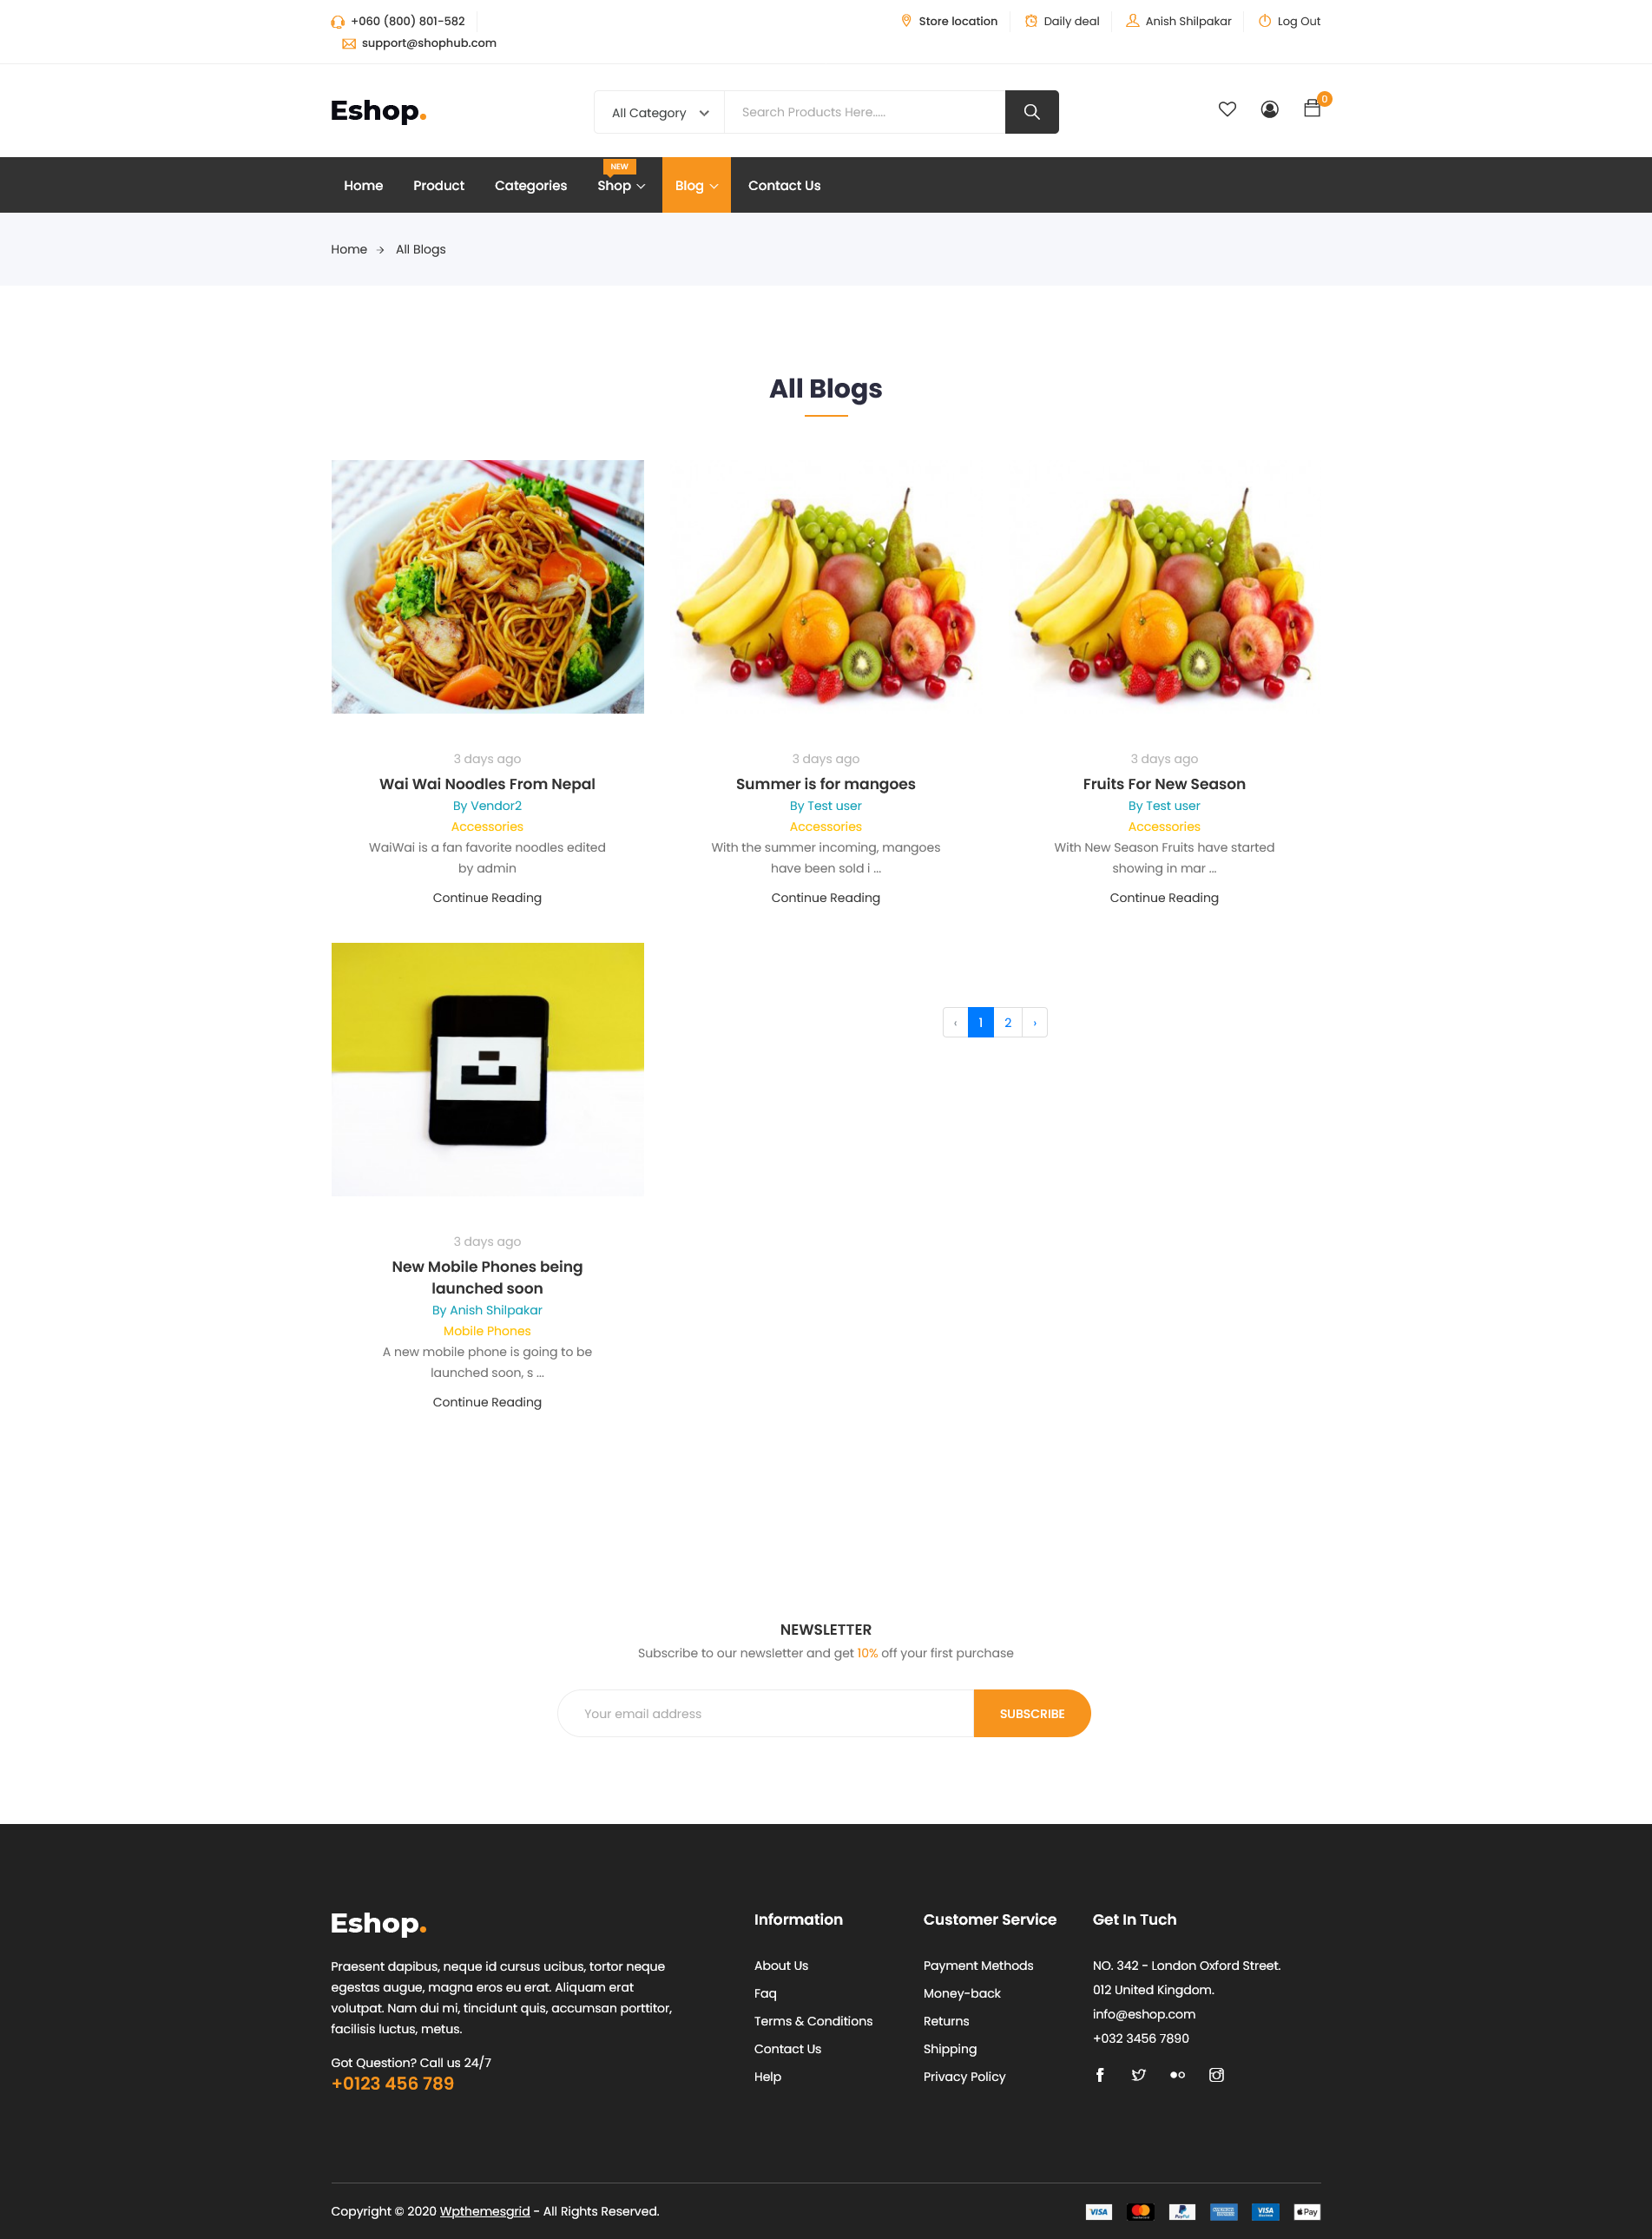 +060 (800) 801-582
support@shophub.com
Store location
Daily deal
Anish Shilpakar
Log Out
Eshop.
All Category
Search Products Here.....
0
NEW
Home
Product
Categories
Shop
Blog
Contact Us
Home
All Blogs
All Blogs
3 days ago
Wai Wai Noodles From Nepal
By Vendor2
Accessories
WaiWai is a fan favorite noodles edited
by admin
Continue Reading
3 days ago
Summer is for mangoes
By Test user
Accessories
With the summer incoming, mangoes
have been sold i ...
Continue Reading
3 days ago
Fruits For New Season
By Test user
Accessories
With New Season Fruits have started
showing in mar ...
Continue Reading
‹ 1 2 ›
3 days ago
New Mobile Phones being
launched soon
By Anish Shilpakar
Mobile Phones
A new mobile phone is going to be
launched soon, s ...
Continue Reading
NEWSLETTER
Subscribe to our newsletter and get 10% off your first purchase
Your email address
SUBSCRIBE
Eshop.
Praesent dapibus, neque id cursus ucibus, tortor neque
egestas augue, magna eros eu erat. Aliquam erat
volutpat. Nam dui mi, tincidunt quis, accumsan porttitor,
facilisis luctus, metus.
Got Question? Call us 24/7
+0123 456 789
Information
About Us
Faq
Terms & Conditions
Contact Us
Help
Customer Service
Payment Methods
Money-back
Returns
Shipping
Privacy Policy
Get In Tuch
NO. 342 - London Oxford Street.
012 United Kingdom.
info@eshop.com
+032 3456 7890
Copyright © 2020 Wpthemesgrid - All Rights Reserved.
VISA
PayPal
VISA
Pay